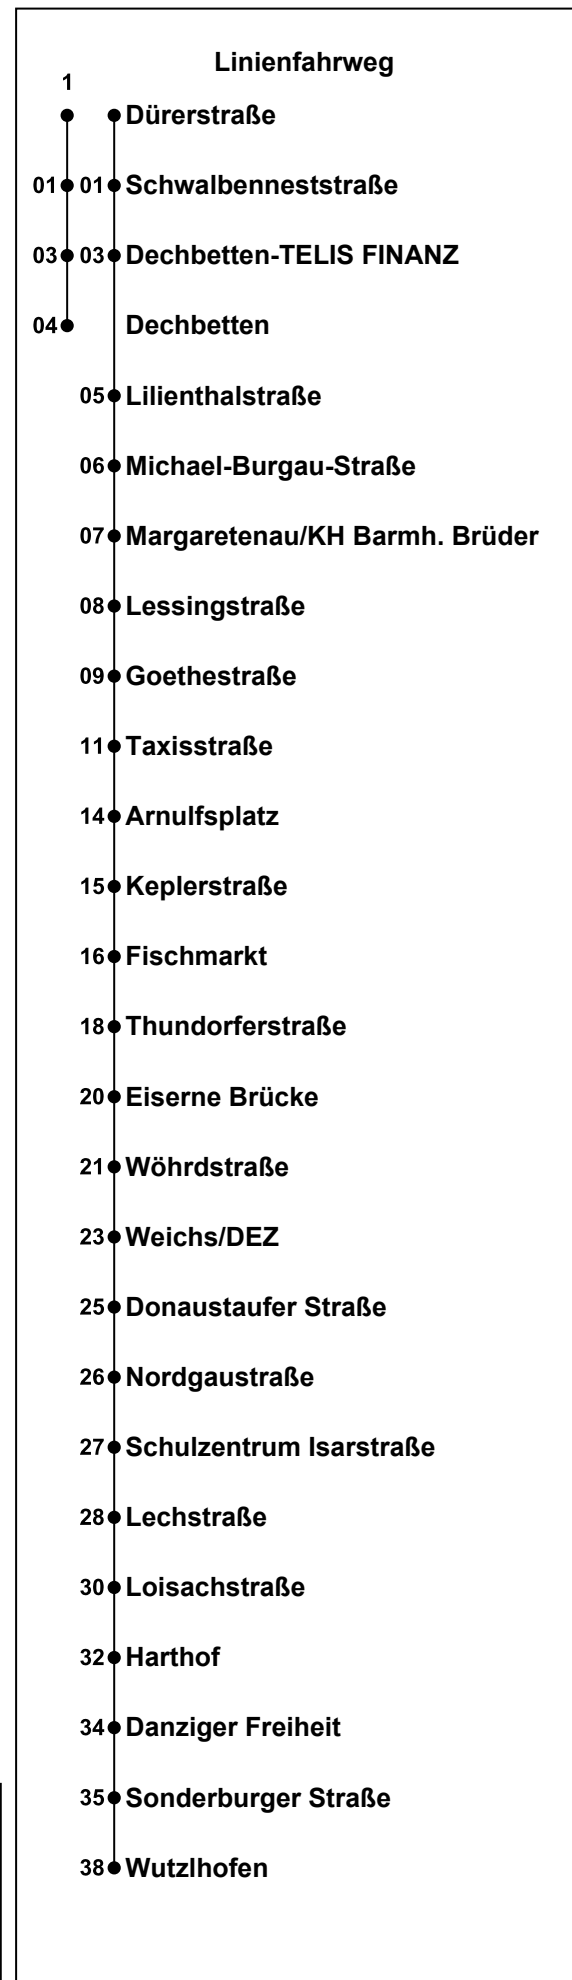 Linienfahrweg
1
Dürerstraße
01 01 Schwalbenneststraße
03 03 Dechbetten-TELIS FINANZ
04 Dechbetten
05 Lilienthalstraße
06 Michael-Burgau-Straße
07 Margaretenau/KH Barmh. Brüder
08 Lessingstraße
09 Goethestraße
11 Taxisstraße
14 Arnulfsplatz
15 Keplerstraße
16 Fischmarkt
18 Thundorferstraße
20 Eiserne Brücke
21 Wöhrdstraße
23 Weichs/DEZ
25 Donaustaufer Straße
26 Nordgaustraße
27 Schulzentrum Isarstraße
28 Lechstraße
30 Loisachstraße
32 Harthof
34 Danziger Freiheit
35 Sonderburger Straße
38 Wutzlhofen